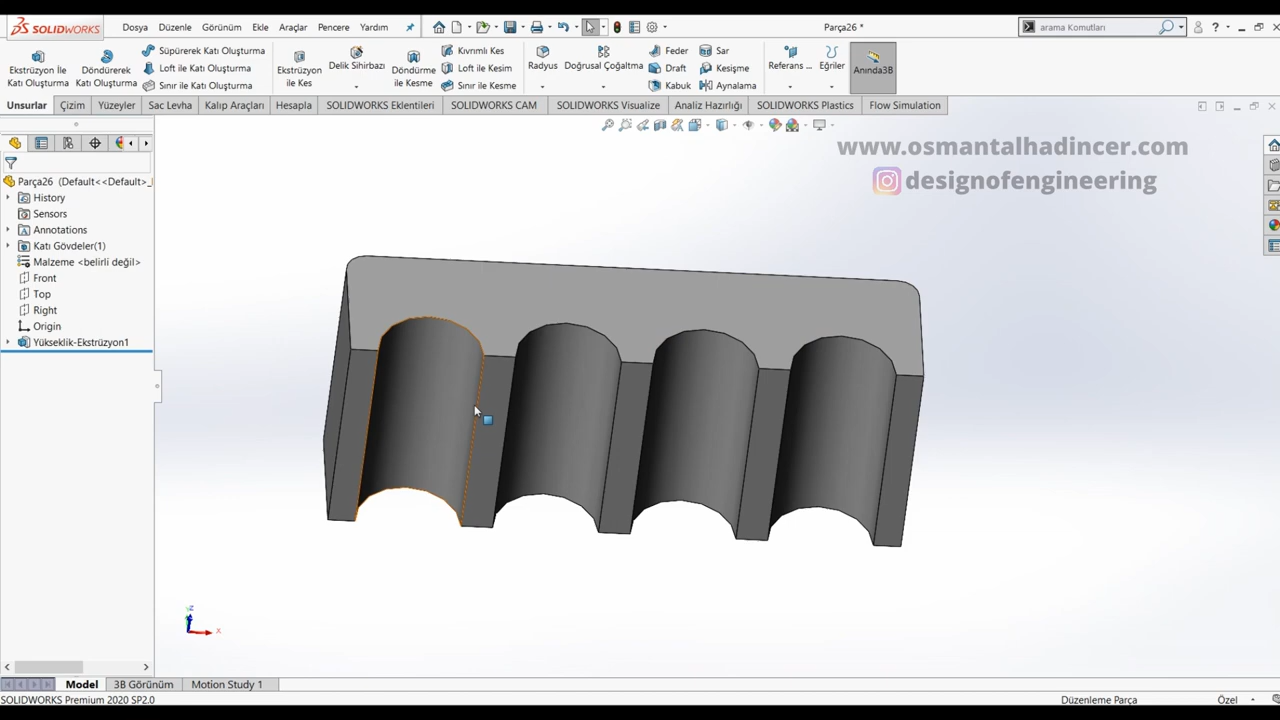 SOLIDWORKS
Dosya Düzenle Görünüm Ekle Araçlar Pencere Yardım
Parça26 *
arama Komutları
Ekstrüzyon İle Katı Oluşturma
Döndürerek Katı Oluşturma
Süpürerek Katı Oluşturma
Loft ile Katı Oluşturma
Sınır ile Katı Oluşturma
Ekstrüzyon ile Kes
Delik Sihirbazı
Döndürme ile Kesme
Kıvrımlı Kes
Loft ile Kesim
Sınır ile Kesme
Radyus
Doğrusal Çoğaltma
Feder
Draft
Kabuk
Sar
Kesişme
Aynalama
Referans ...
Eğriler
Anında3B
Unsurlar Çizim Yüzeyler Sac Levha Kalıp Araçları Hesapla SOLIDWORKS Eklentileri SOLIDWORKS CAM SOLIDWORKS Visualize Analiz Hazırlığı SOLIDWORKS Plastics Flow Simulation
www.osmantalhadincer.com
designofengineering
Parça26 (Default<<Default>_
History
Sensors
Annotations
Katı Gövdeler(1)
Malzeme <belirli değil>
Front
Top
Right
Origin
Yükseklik-Ekstrüzyon1
Z
X
Model 3B Görünüm Motion Study 1
SOLIDWORKS Premium 2020 SP2.0
Düzenleme Parça
Özel